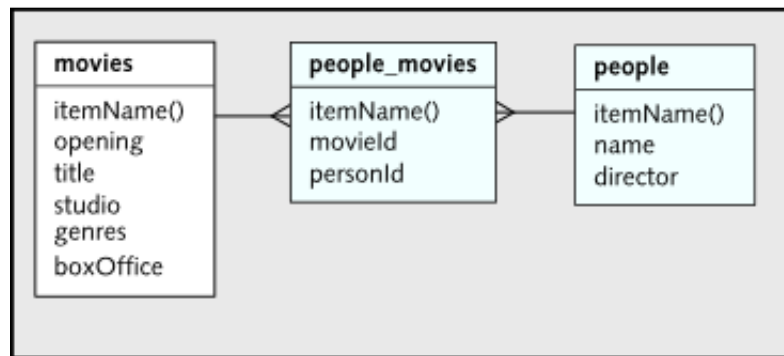 movies
itemName()
opening
title
studio
genres
boxOffice
people_movies
itemName()
movieId
personId
people
itemName()
name
director